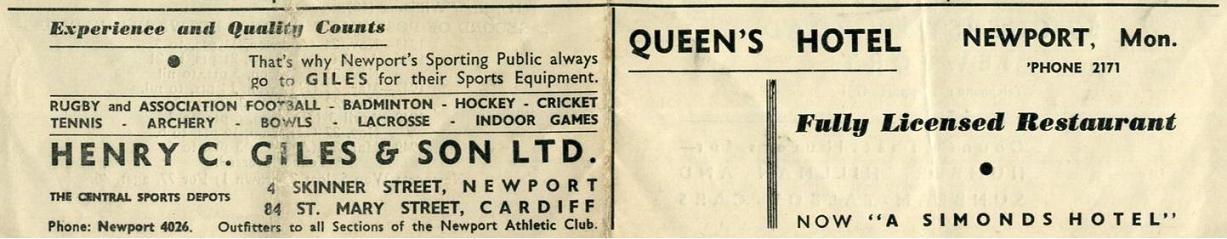 Experience and Quality Counts
● That's why Newport's Sporting Public always
go to GILES for their Sports Equipment.
RUGBY and ASSOCIATION FOOTBALL - BADMINTON - HOCKEY - CRICKET
TENNIS - ARCHERY - BOWLS - LACROSSE - INDOOR GAMES
HENRY C. GILES & SON LTD.
THE CENTRAL SPORTS DEPOTS
4 SKINNER STREET, NEWPORT
84 ST. MARY STREET, CARDIFF
Phone: Newport 4026. Outfitters to all Sections of the Newport Athletic Club.
QUEEN'S HOTEL
NEWPORT, Mon.
'PHONE 2171
Fully Licensed Restaurant
●
NOW "A SIMONDS HOTEL"